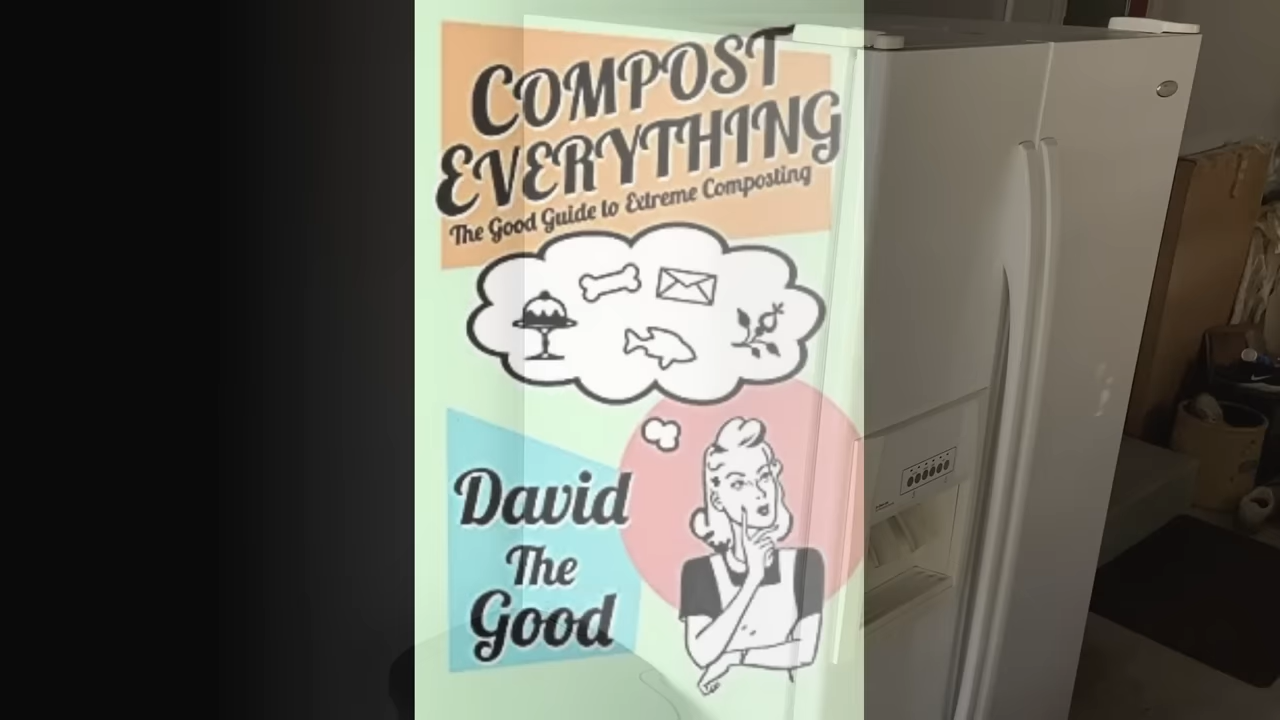 COMPOST
EVERYTHING
The Good Guide to Extreme Composting
David
The
Good